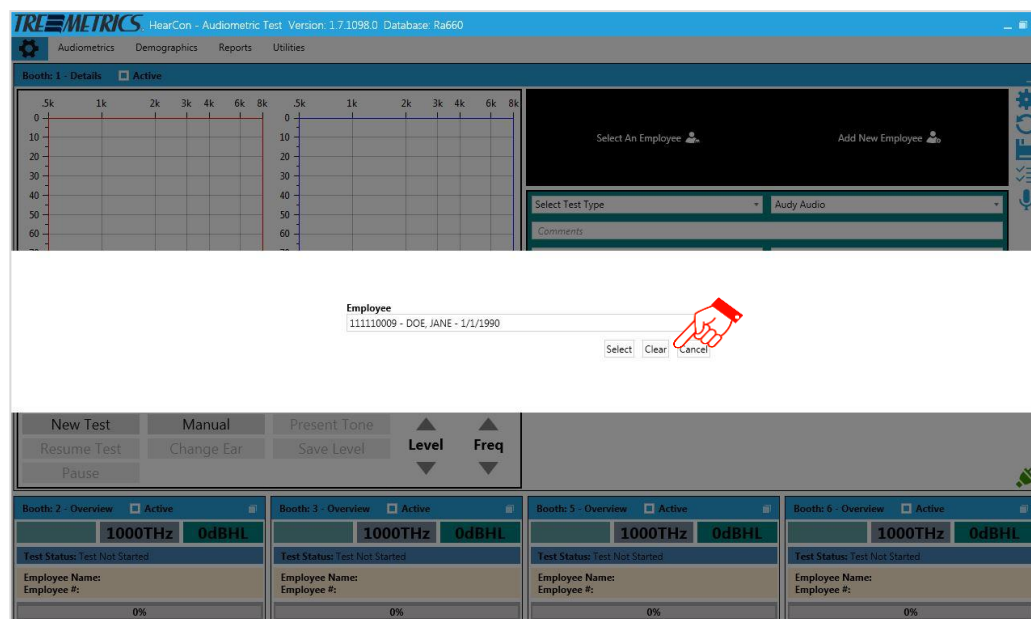 TREMETRICS HearCon - Audiometric Test Version: 1.7.1098.0 Database: Ra660
Audiometrics Demographics Reports Utilities
Booth: 1 - Details Active
.5k 1k 2k 3k 4k 6k 8k .5k 1k 2k 3k 4k 6k 8k
0 0
10 10
20 20
30 30
40 40
50 50
60 60
Select An Employee Add New Employee
Select Test Type Audy Audio
Comments
Employee
111110009 - DOE, JANE - 1/1/1990
Select Clear Cancel
New Test Manual Present Tone
Resume Test Change Ear Save Level Level Freq
Pause
Booth: 2 - Overview Active Booth: 3 - Overview Active Booth: 5 - Overview Active Booth: 6 - Overview Active
1000THz 0dBHL 1000THz 0dBHL 1000THz 0dBHL 1000THz 0dBHL
Test Status: Test Not Started Test Status: Test Not Started Test Status: Test Not Started Test Status: Test Not Started
Employee Name: Employee Name: Employee Name: Employee Name:
Employee #: Employee #: Employee #: Employee #:
0% 0% 0% 0%